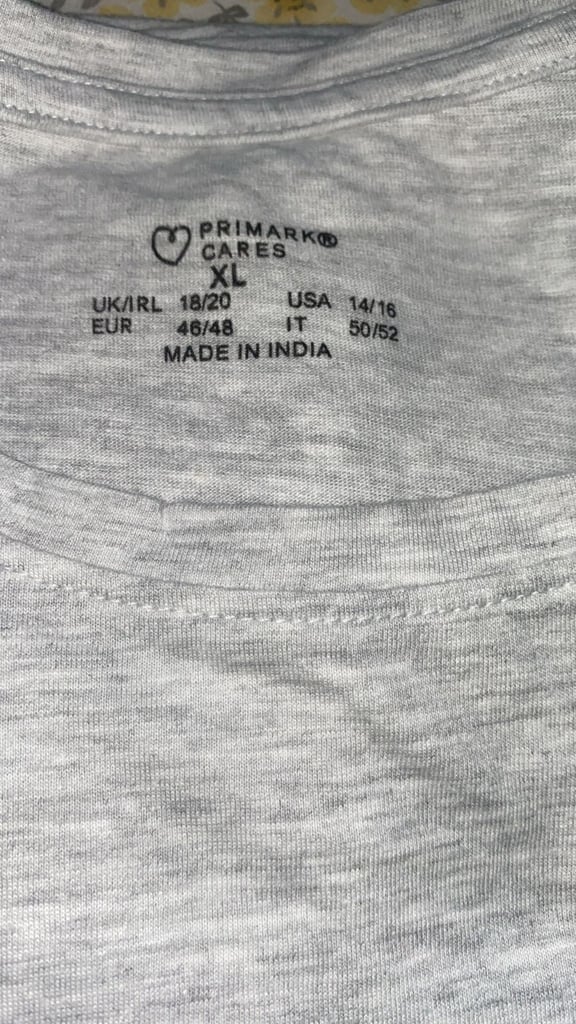 PRIMARK®
CARES
XL
UK/IRL 18/20 USA 14/16
EUR 46/48 IT 50/52
MADE IN INDIA